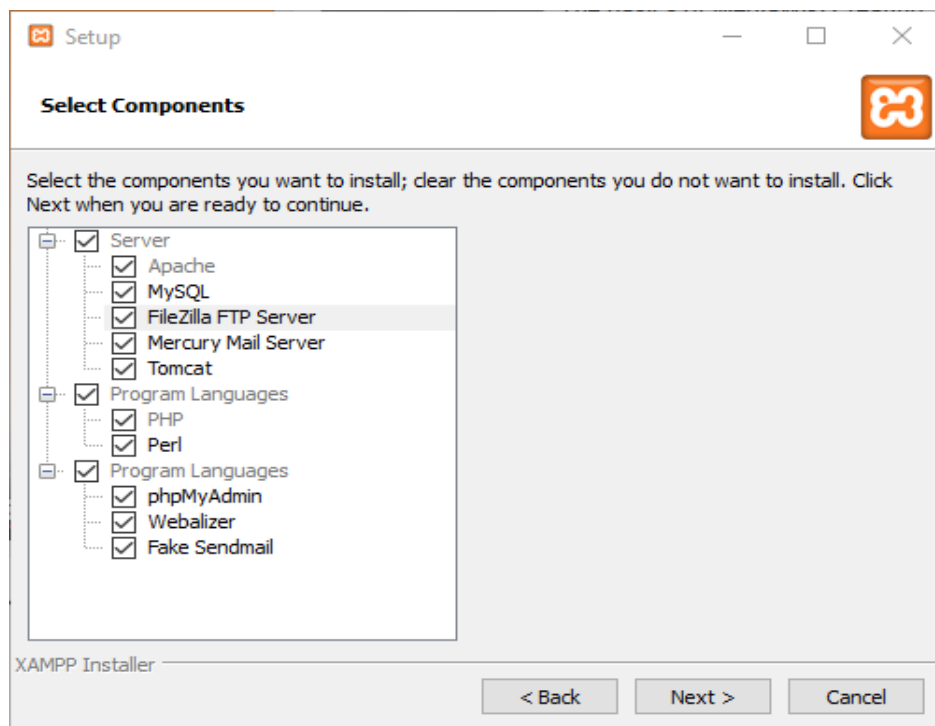 Setup
Select Components
Select the components you want to install; clear the components you do not want to install. Click
Next when you are ready to continue.
Server
Apache
MySQL
FileZilla FTP Server
Mercury Mail Server
Tomcat
Program Languages
PHP
Perl
Program Languages
phpMyAdmin
Webalizer
Fake Sendmail
XAMPP Installer
< Back
Next >
Cancel